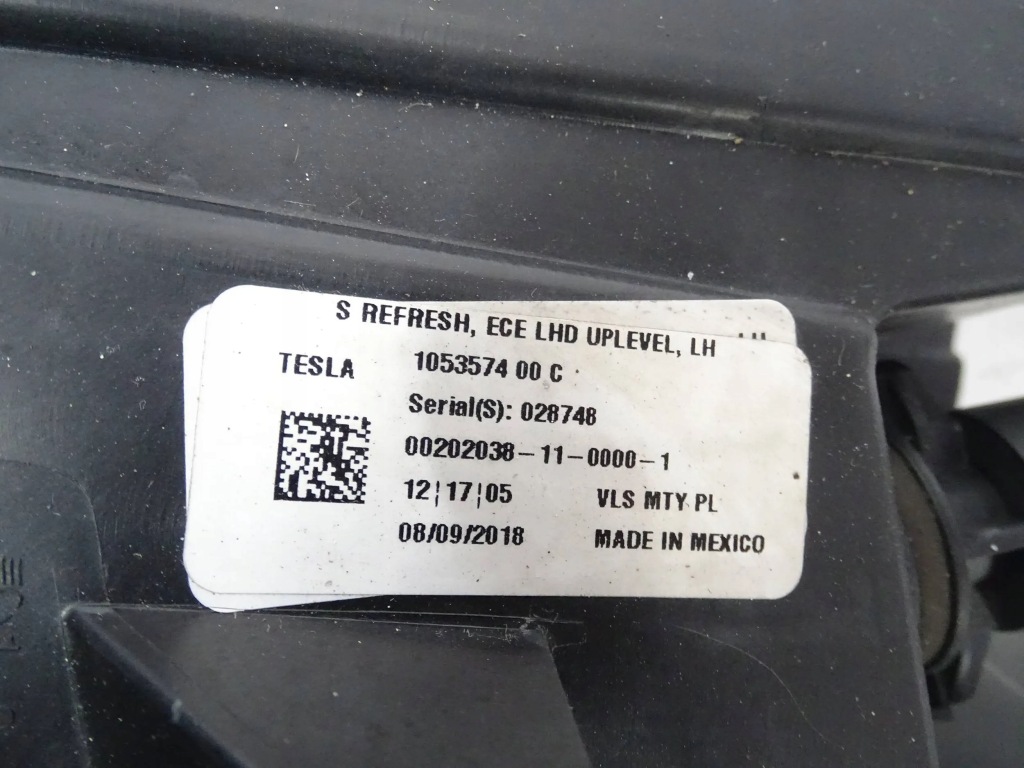 S REFRESH, ECE LHD UPLEVEL, LH
TESLA 1053574 00 C
Serial(S): 028748
00202038-11-0000-1
12|17|05 VLS MTY PL
08/09/2018 MADE IN MEXICO